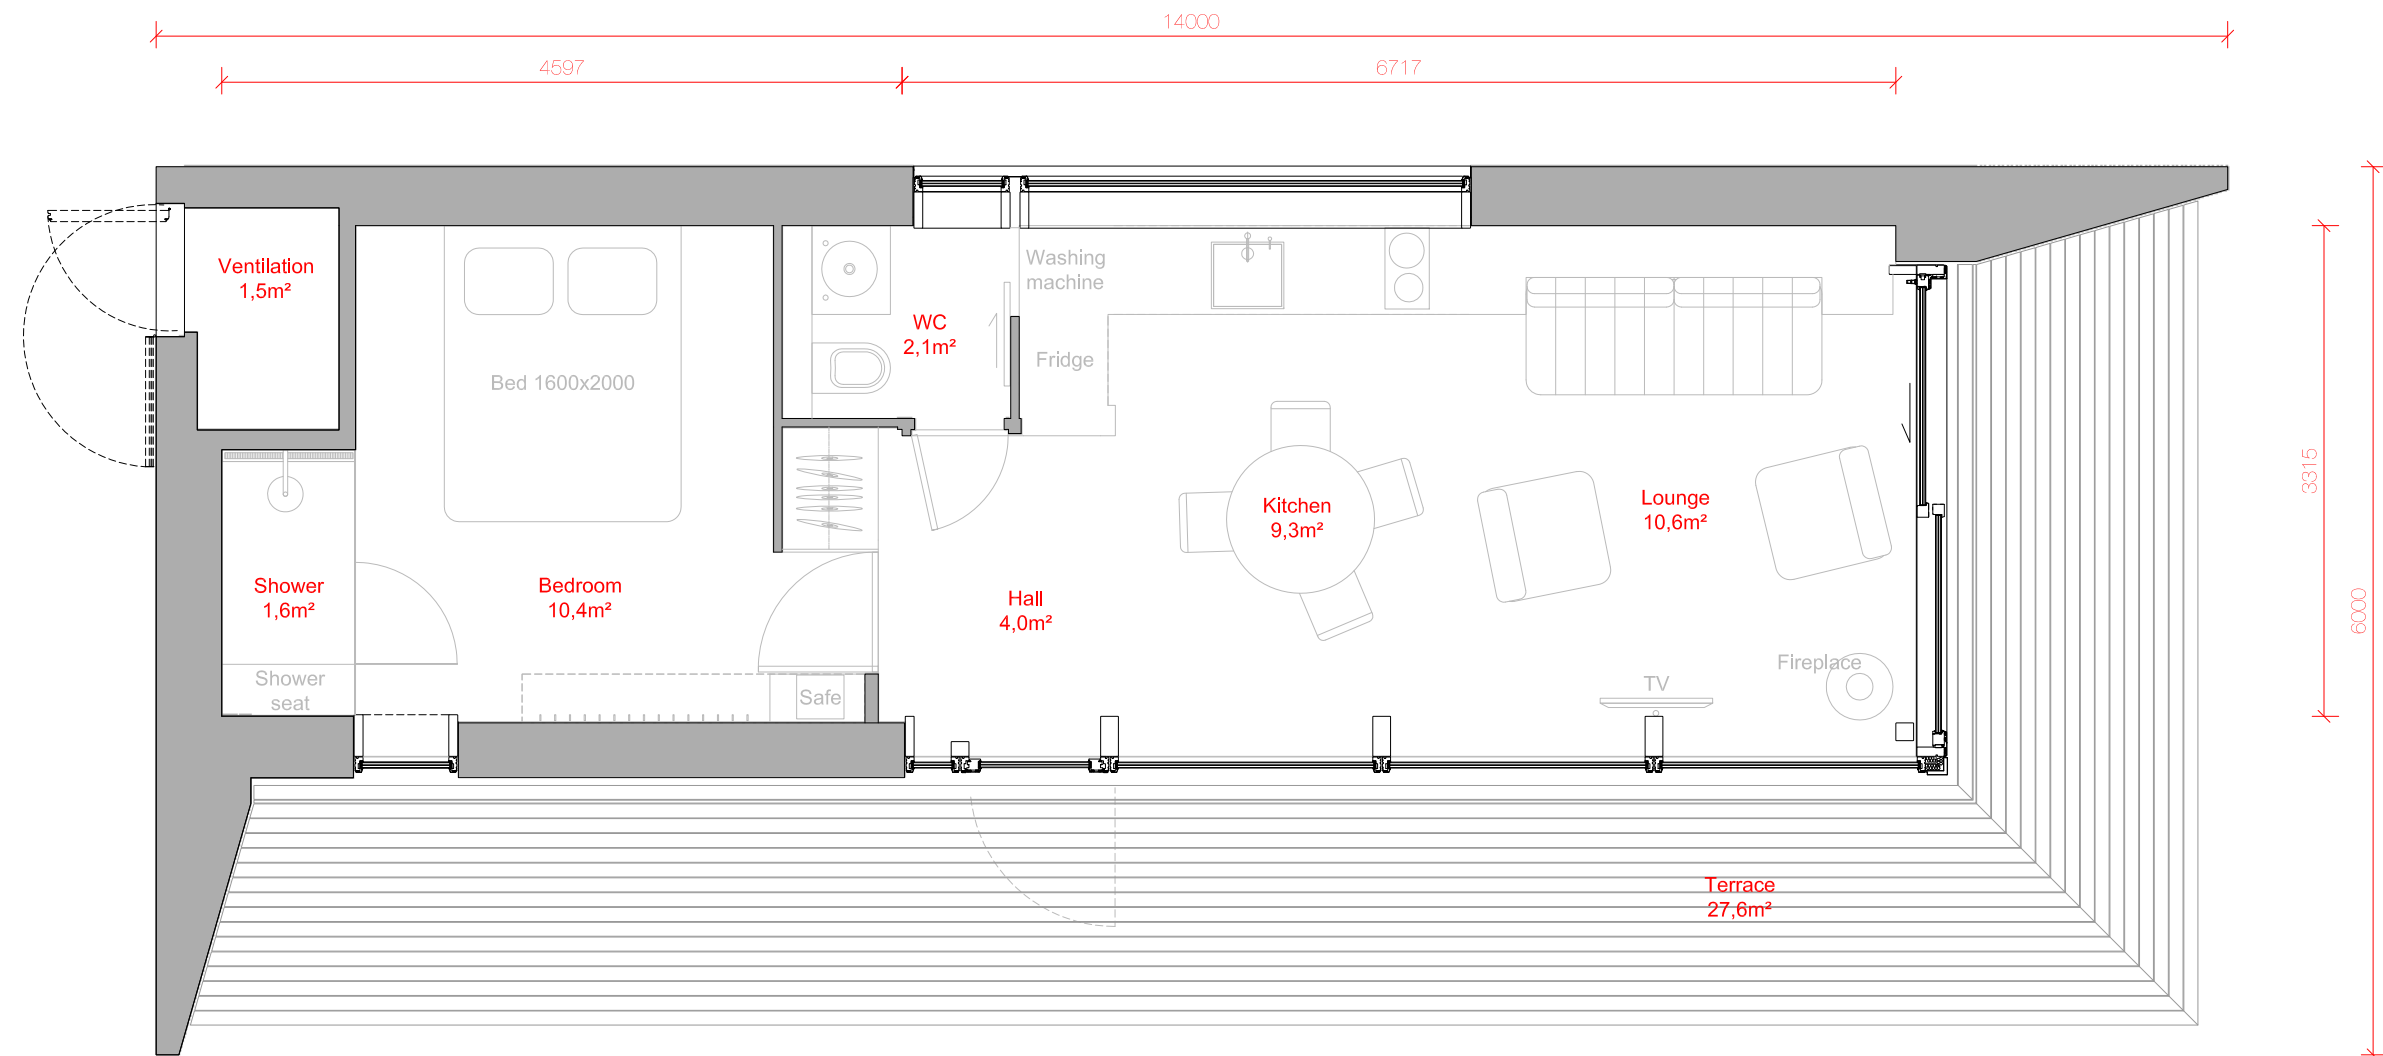 14000
4597
6717
Ventilation
1,5m²
Washing
machine
WC
2,1m²
Fridge
Bed 1600x2000
3315
Kitchen
9,3m²
Lounge
10,6m²
Shower
1,6m²
Bedroom
10,4m²
Hall
4,0m²
6000
Shower
seat
Safe
TV
Fireplace
Terrace
27,6m²